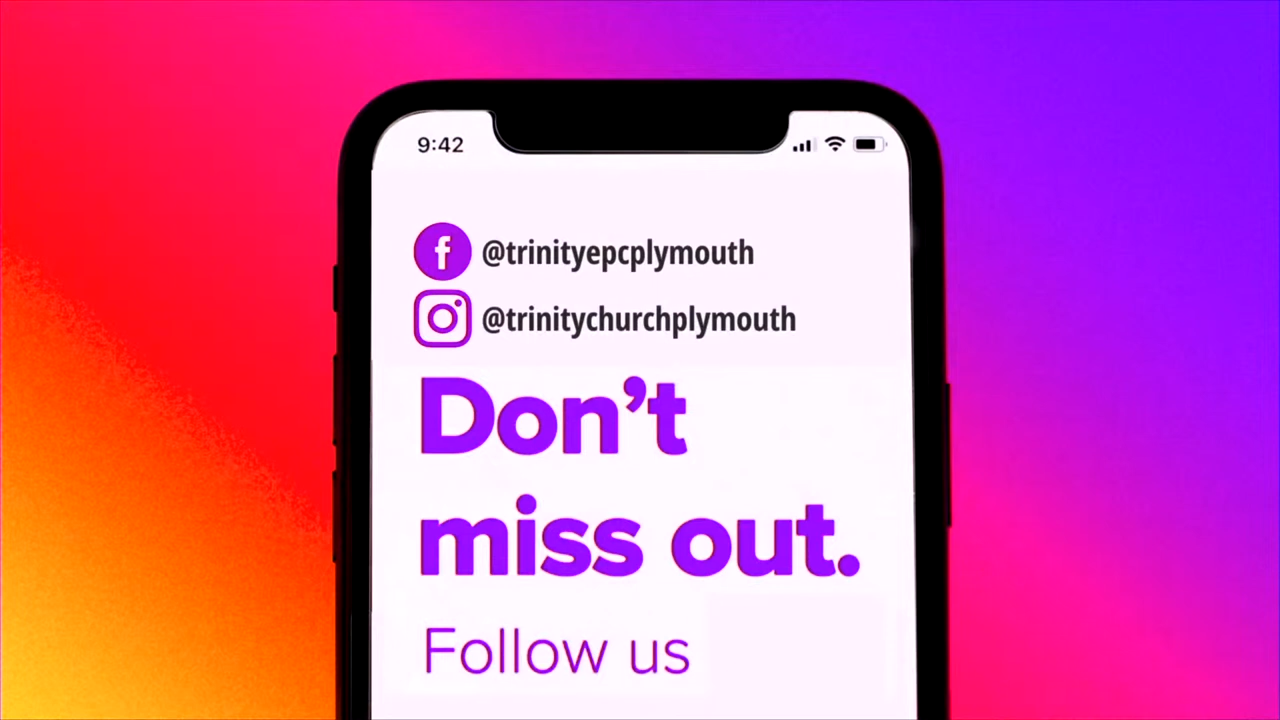 9:42
@trinityepcplymouth
@trinitychurchplymouth
Don’t
miss out.
Follow us